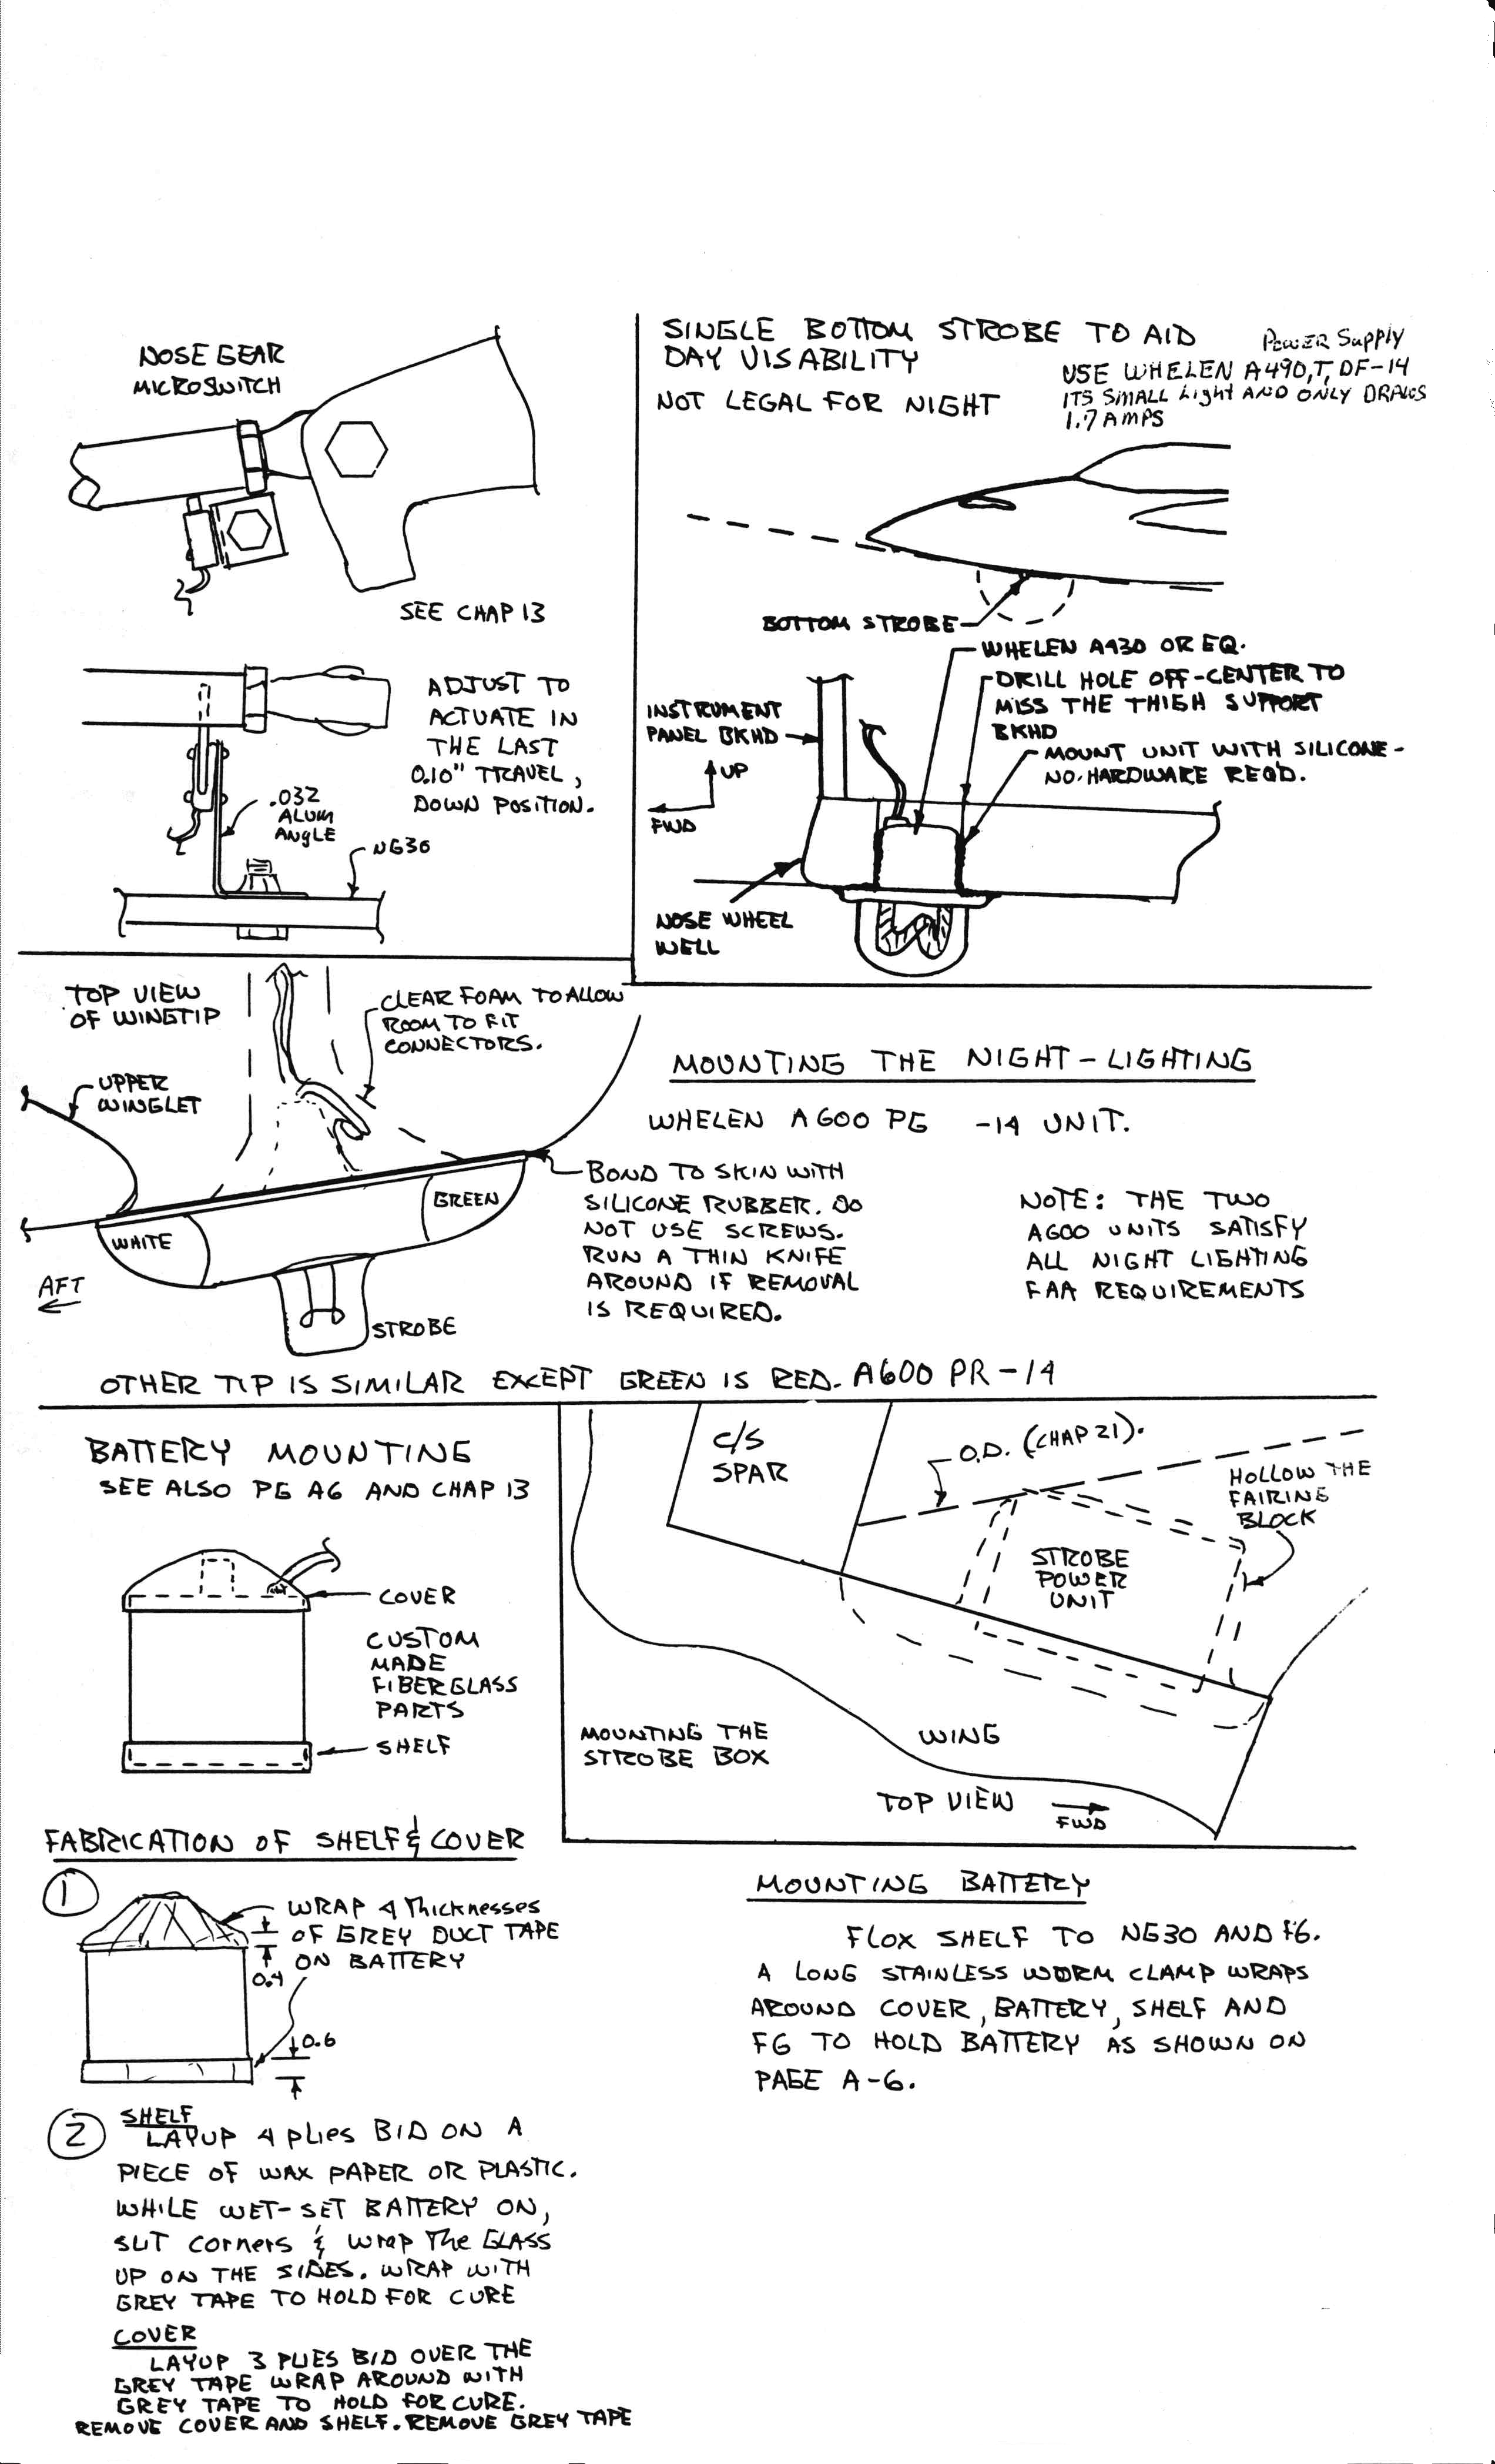 NOSE GEAR
MICROSWITCH
SEE CHAP 13
ADJUST TO
ACTUATE IN
THE LAST
0.10" TRAVEL,
DOWN POSITION.
.032
ALUM
ANGLE
NG30
SINGLE BOTTOM STROBE TO AID
DAY VISABILITY
NOT LEGAL FOR NIGHT
POWER Supply
USE WHELEN A490,T,DF-14
ITS SMALL Light AND ONLY DRAWS
1.7 AMPS
BOTTOM STROBE
WHELEN A430 OR EQ.
DRILL HOLE OFF-CENTER TO
MISS THE THIGH SUPPORT
BKHD
MOUNT UNIT WITH SILICONE-
NO. HARDWARE REQ'D.
INSTRUMENT
PANEL BKHD
UP
FWD
NOSE WHEEL
WELL
TOP VIEW
OF WINGTIP
CLEAR FOAM TO ALLOW
ROOM TO FIT
CONNECTORS.
UPPER
WINGLET
GREEN
WHITE
AFT
STROBE
MOUNTING THE NIGHT-LIGHTING
WHELEN A600 PG -14 UNIT.
BOND TO SKIN WITH
SILICONE RUBBER. DO
NOT USE SCREWS.
RUN A THIN KNIFE
AROUND IF REMOVAL
IS REQUIRED.
NOTE: THE TWO
A600 UNITS SATISFY
ALL NIGHT LIGHTING
FAA REQUIREMENTS
OTHER TIP IS SIMILAR EXCEPT GREEN IS RED. A600 PR-14
BATTERY MOUNTING
SEE ALSO PG A6 AND CHAP 13
COVER
CUSTOM
MADE
FIBERGLASS
PARTS
SHELF
C/S
SPAR
O.D. (CHAP 21).
HOLLOW THE
FAIRING
BLOCK
STROBE
POWER
UNIT
MOUNTING THE
STROBE BOX
WING
TOP VIEW
FWD
FABRICATION OF SHELF & COVER
1
WRAP 4 Thicknesses
OF GREY DUCT TAPE
ON BATTERY
0.4
0.6
2
SHELF
LAYUP 4 plies BID ON A
PIECE OF WAX PAPER OR PLASTIC.
WHILE WET-SET BATTERY ON,
SLIT corners & wrap The GLASS
UP ON THE SIDES. WRAP WITH
GREY TAPE TO HOLD FOR CURE
COVER
LAYUP 3 PLIES BID OVER THE
GREY TAPE WRAP AROUND WITH
GREY TAPE TO HOLD FOR CURE.
REMOVE COVER AND SHELF. REMOVE GREY TAPE
MOUNTING BATTERY
FLOX SHELF TO NG30 AND F6.
A LONG STAINLESS WORM CLAMP WRAPS
AROUND COVER, BATTERY, SHELF AND
F6 TO HOLD BATTERY AS SHOWN ON
PAGE A-6.